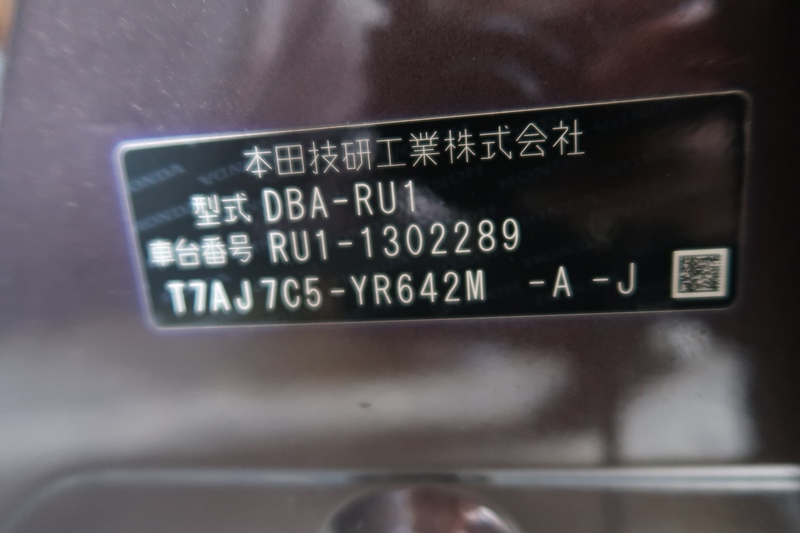 本田技研工業株式会社
型式 DBA-RU1
車台番号 RU1-1302289
T7AJ7C5-YR642M -A -J